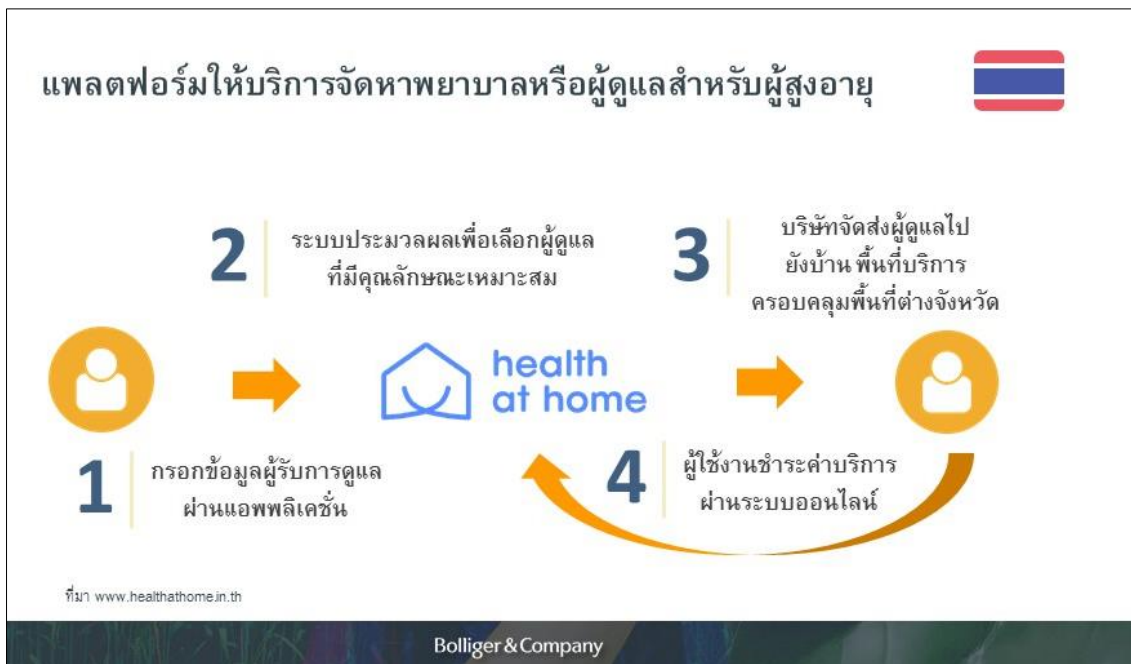 แพลตฟอร์มให้บริการจัดหาพยาบาลหรือผู้ดูแลสำหรับผู้สูงอายุ
2
ระบบประมวลผลเพื่อเลือกผู้ดูแล
ที่มีคุณลักษณะเหมาะสม
3
บริษัทจัดส่งผู้ดูแลไป
ยังบ้าน พื้นที่บริการ
ครอบคลุมพื้นที่ต่างจังหวัด
health
at home
1
กรอกข้อมูลผู้รับการดูแล
ผ่านแอพพลิเคชั่น
4
ผู้ใช้งานชำระค่าบริการ
ผ่านระบบออนไลน์
ที่มา www.healthathome.in.th
Bolliger & Company